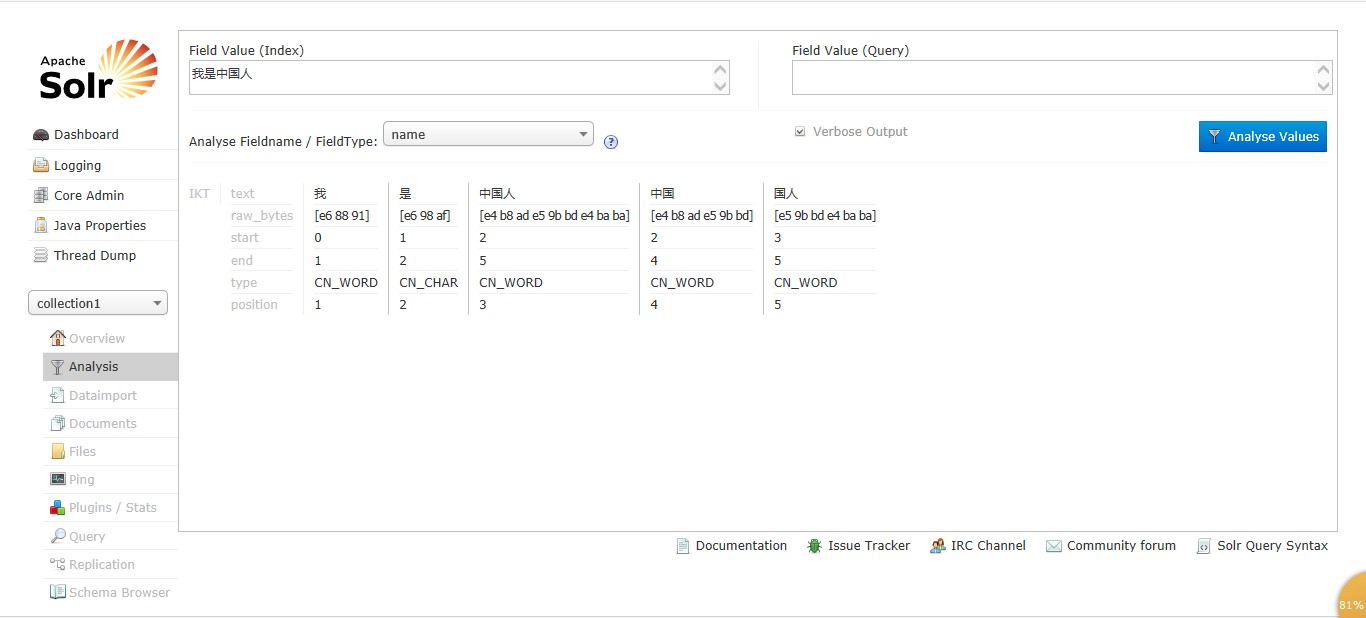 Apache
Solr
Dashboard
Logging
Core Admin
Java Properties
Thread Dump
collection1
Overview
Analysis
Dataimport
Documents
Files
Ping
Plugins / Stats
Query
Replication
Schema Browser
Field Value (Index)
我是中国人
Field Value (Query)
Analyse Fieldname / FieldType: name ?
Verbose Output
Analyse Values
IKT text 我 是 中国人 中国 国人
raw_bytes [e6 88 91] [e6 98 af] [e4 b8 ad e5 9b bd e4 ba ba] [e4 b8 ad e5 9b bd] [e5 9b bd e4 ba ba]
start 0 1 2 2 3
end 1 2 5 4 5
type CN_WORD CN_CHAR CN_WORD CN_WORD CN_WORD
position 1 2 3 4 5
Documentation Issue Tracker IRC Channel Community forum Solr Query Syntax
81%